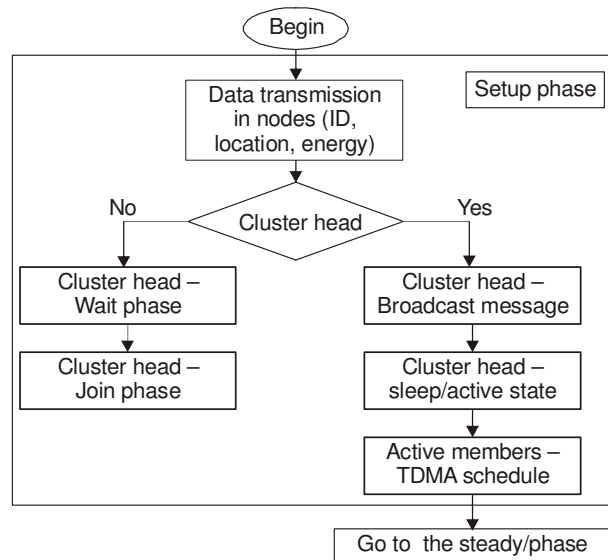 Begin
Setup phase
Data transmission
in nodes (ID,
location, energy)
Cluster head
No
Yes
Cluster head –
Wait phase
Cluster head –
Join phase
Cluster head –
Broadcast message
Cluster head –
sleep/active state
Active members –
TDMA schedule
Go to the steady/phase